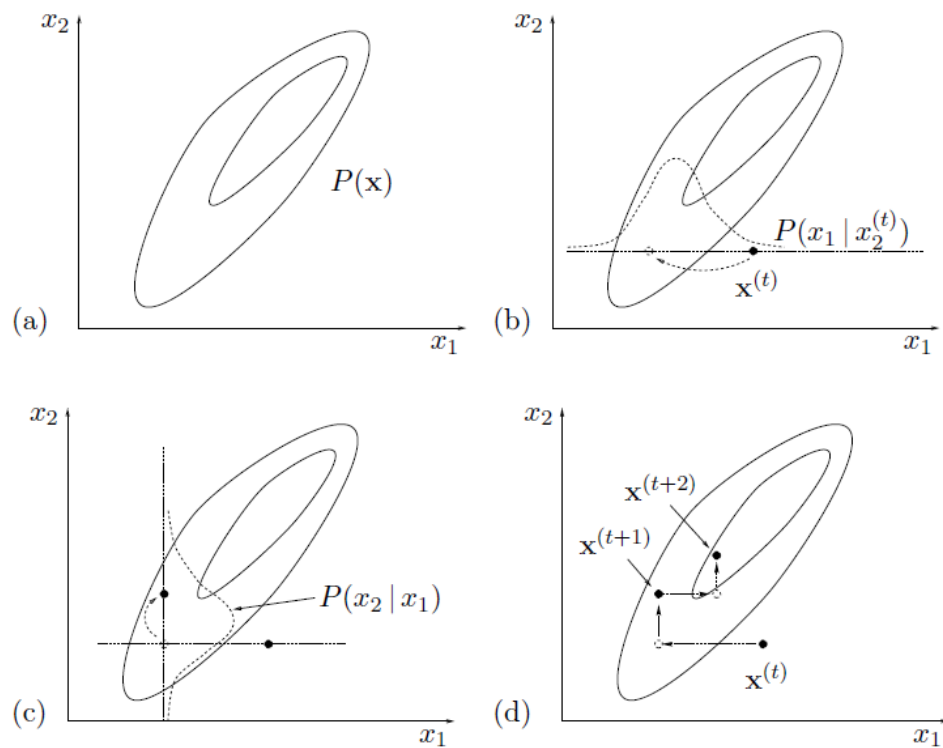 x₂
P(x)
(a)
x₁
x₂
P(x₁ | x₂⁽ᵗ⁾)
x⁽ᵗ⁾
(b)
x₁
x₂
P(x₂ | x₁)
(c)
x₁
x₂
x⁽ᵗ⁺²⁾
x⁽ᵗ⁺¹⁾
x⁽ᵗ⁾
(d)
x₁